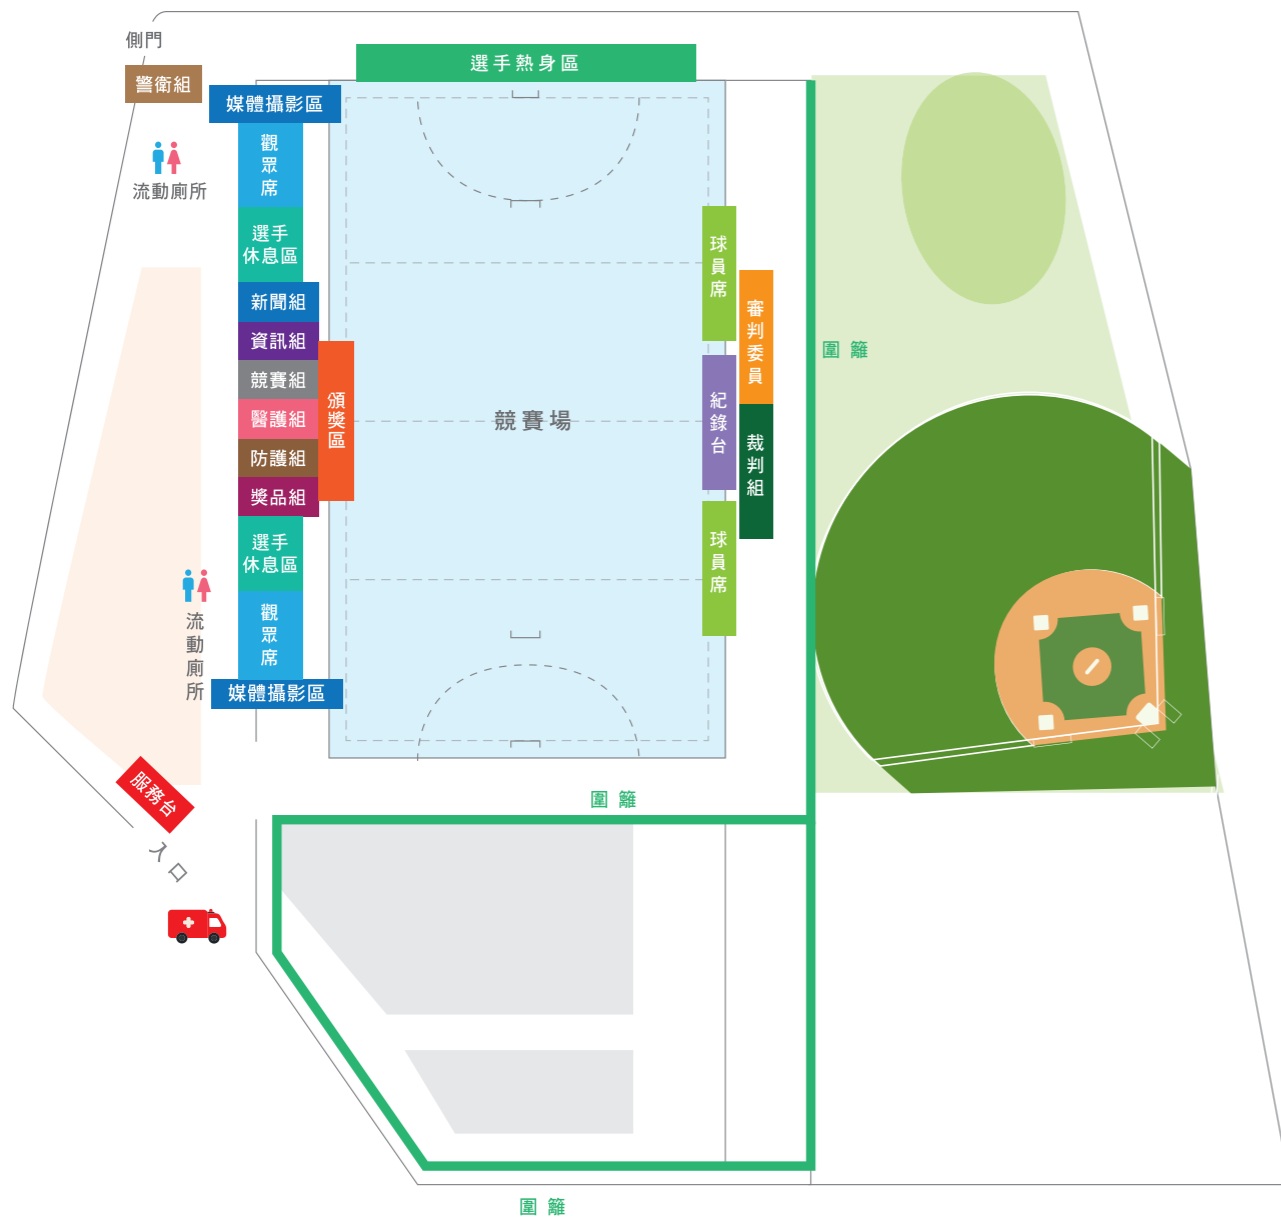 側門
警衛組
選手熱身區
媒體攝影區
觀眾席
流動廁所
選手
休息區
新聞組
資訊組
競賽組
醫護組
防護組
獎品組
頒獎區
競賽場
球員席
審判委員
紀錄台
裁判組
球員席
圍籬
選手
休息區
觀眾席
流動廁所
媒體攝影區
服務台
入口
圍籬
圍籬